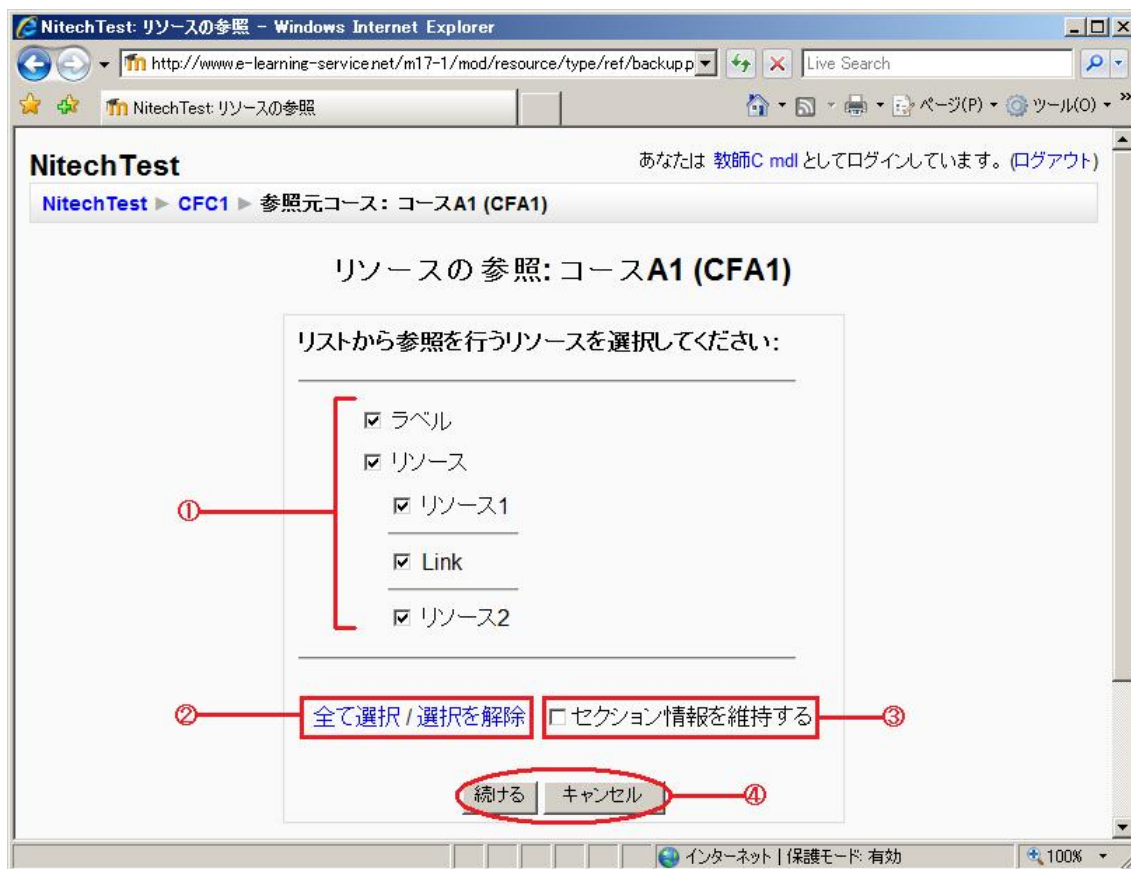 NitechTest: リソースの参照 - Windows Internet Explorer
http://www.e-learning-service.net/m17-1/mod/resource/type/ref/backup.p
Live Search
NitechTest: リソースの参照
ページ(P)
ツール(O)
NitechTest
あなたは 教師C mdl としてログインしています。(ログアウト)
NitechTest ► CFC1 ► 参照元コース: コースA1 (CFA1)
リソースの参照: コースA1 (CFA1)
リストから参照を行うリソースを選択してください:
ラベル
リソース
① リソース1
Link
リソース2
② 全て選択 / 選択を解除 セクション情報を維持する ③
続ける キャンセル ④
インターネット | 保護モード: 有効
100%